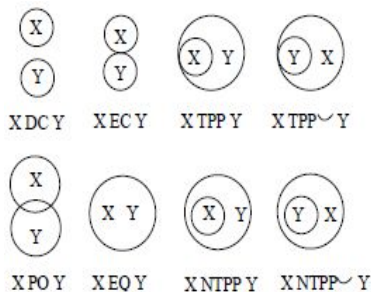 X X X Y Y X
Y Y
X DC Y X EC Y X TPP Y X TPP⌣ Y
X X Y X Y Y X
Y
X PO Y X EQ Y X NTPP Y X NTPP⌣ Y